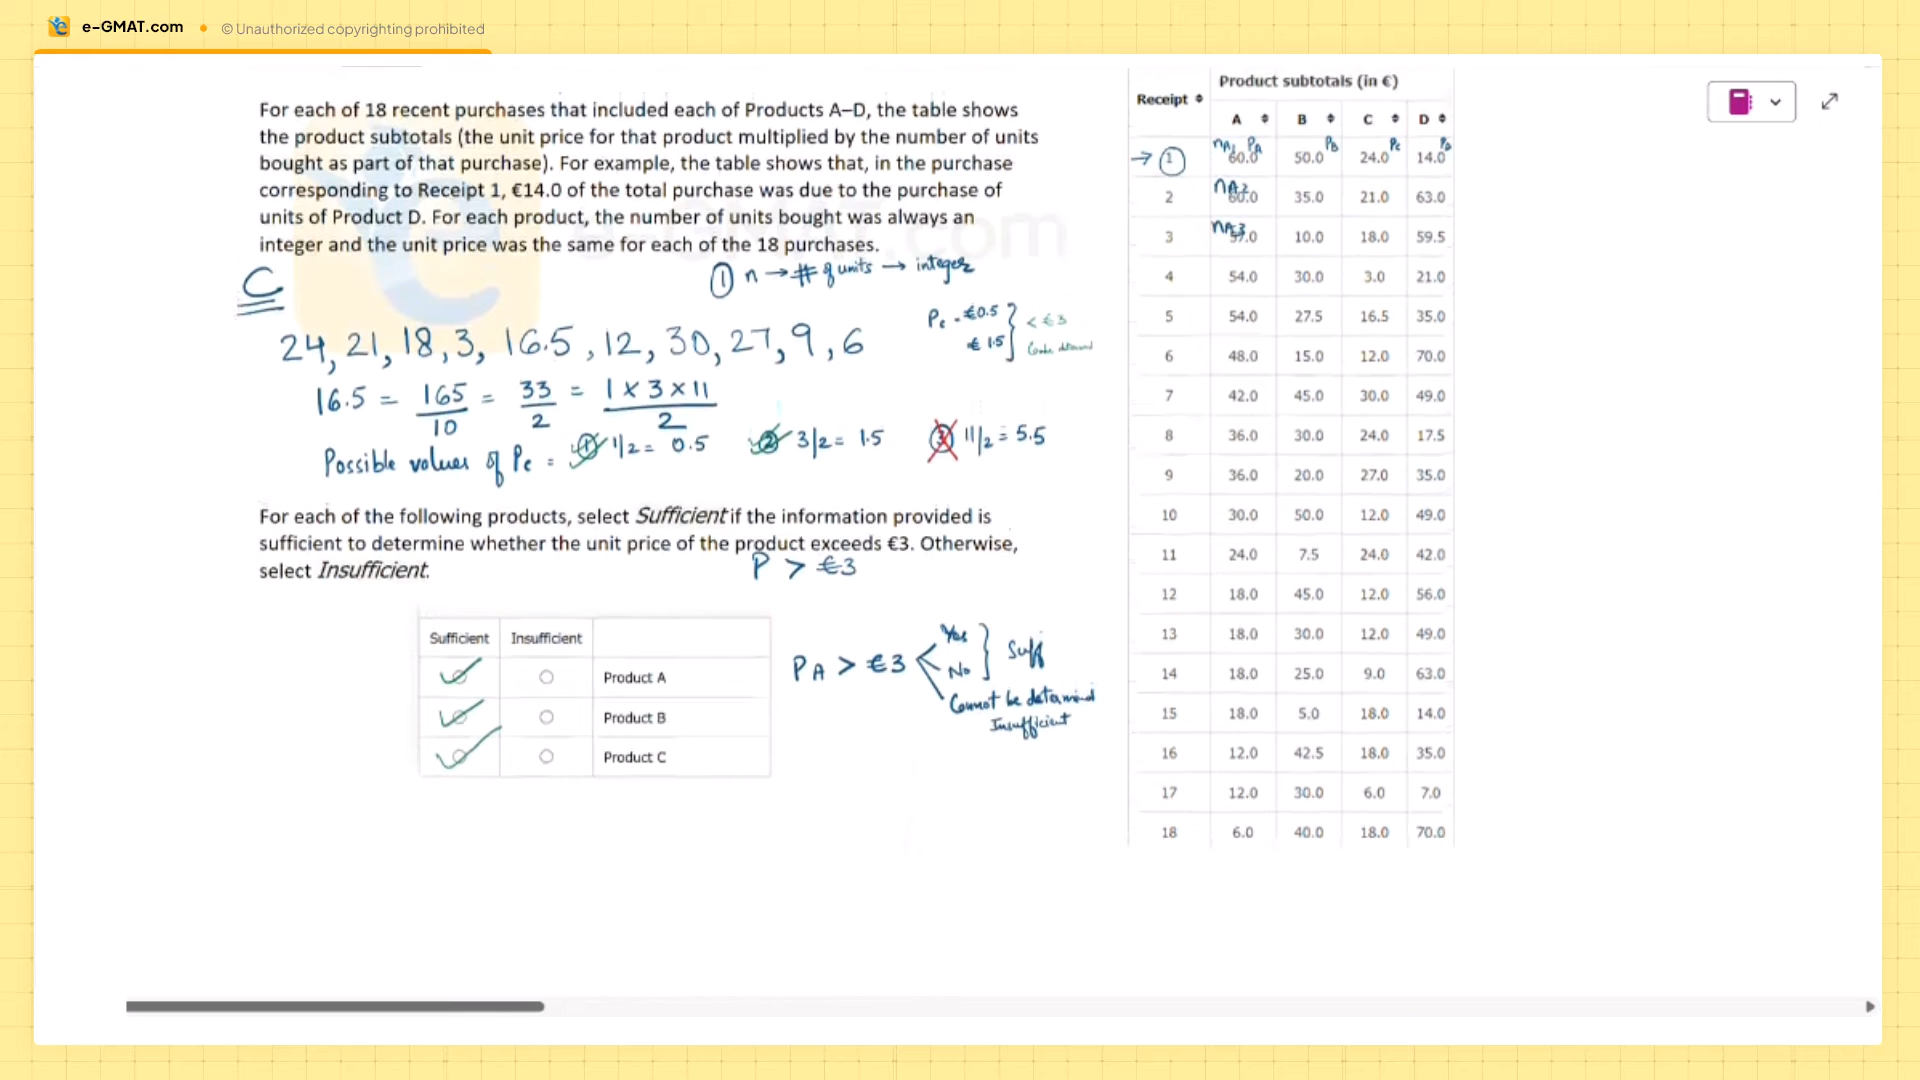 e-GMAT.com • © Unauthorized copyrighting prohibited
For each of 18 recent purchases that included each of Products A–D, the table shows
the product subtotals (the unit price for that product multiplied by the number of units
bought as part of that purchase). For example, the table shows that, in the purchase
corresponding to Receipt 1, €14.0 of the total purchase was due to the purchase of
units of Product D. For each product, the number of units bought was always an
integer and the unit price was the same for each of the 18 purchases.
① n → # of units → integer
C
Pc = €0.5
€ 1.5
< €3
24, 21, 18, 3, 16.5, 12, 30, 27, 9, 6
16.5 = 165/10 = 33/2 = 1 x 3 x 11/2
Possible values of Pc = ① 1/2 = 0.5 ② 3/2 = 1.5 ③ 11/2 = 5.5
For each of the following products, select Sufficient if the information provided is
sufficient to determine whether the unit price of the product exceeds €3. Otherwise,
select Insufficient.
P > €3
Sufficient Insufficient
Product A
Product B
Product C
PA > €3
Yes
No
Suff
Cannot be determined
Insufficient
Product subtotals (in €)
Receipt A B C D
nA1 PA PB Pc PD
1 60.0 50.0 24.0 14.0
nA2
2 60.0 35.0 21.0 63.0
nA3
3 57.0 10.0 18.0 59.5
4 54.0 30.0 3.0 21.0
5 54.0 27.5 16.5 35.0
6 48.0 15.0 12.0 70.0
7 42.0 45.0 30.0 49.0
8 36.0 30.0 24.0 17.5
9 36.0 20.0 27.0 35.0
10 30.0 50.0 12.0 49.0
11 24.0 7.5 24.0 42.0
12 18.0 45.0 12.0 56.0
13 18.0 30.0 12.0 49.0
14 18.0 25.0 9.0 63.0
15 18.0 5.0 18.0 14.0
16 12.0 42.5 18.0 35.0
17 12.0 30.0 6.0 7.0
18 6.0 40.0 18.0 70.0